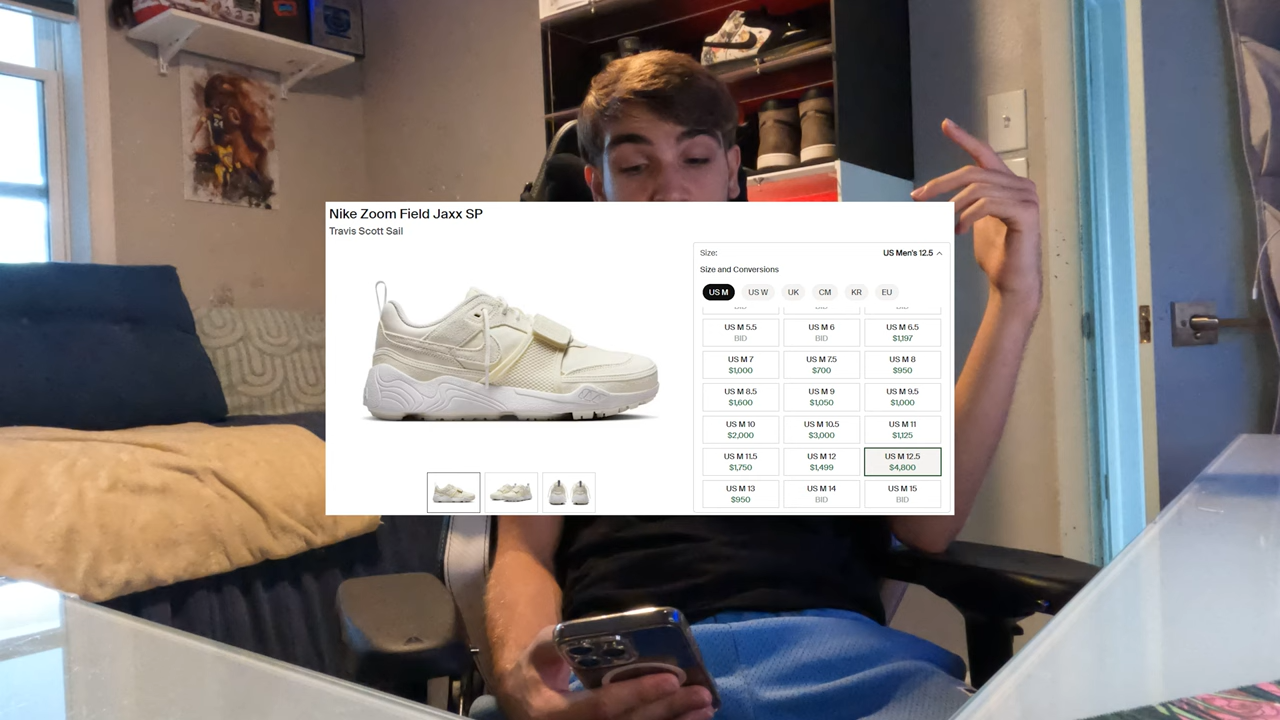 Nike Zoom Field Jaxx SP
Travis Scott Sail
Size:
US Men's 12.5
Size and Conversions
US M
US W
UK
CM
KR
EU
US M 5.5
BID
US M 6
BID
US M 6.5
$1,197
US M 7
$1,000
US M 7.5
$700
US M 8
$950
US M 8.5
$1,600
US M 9
$1,050
US M 9.5
$1,000
US M 10
$2,000
US M 10.5
$3,000
US M 11
$1,125
US M 11.5
$1,750
US M 12
$1,499
US M 12.5
$4,800
US M 13
$950
US M 14
BID
US M 15
BID
24